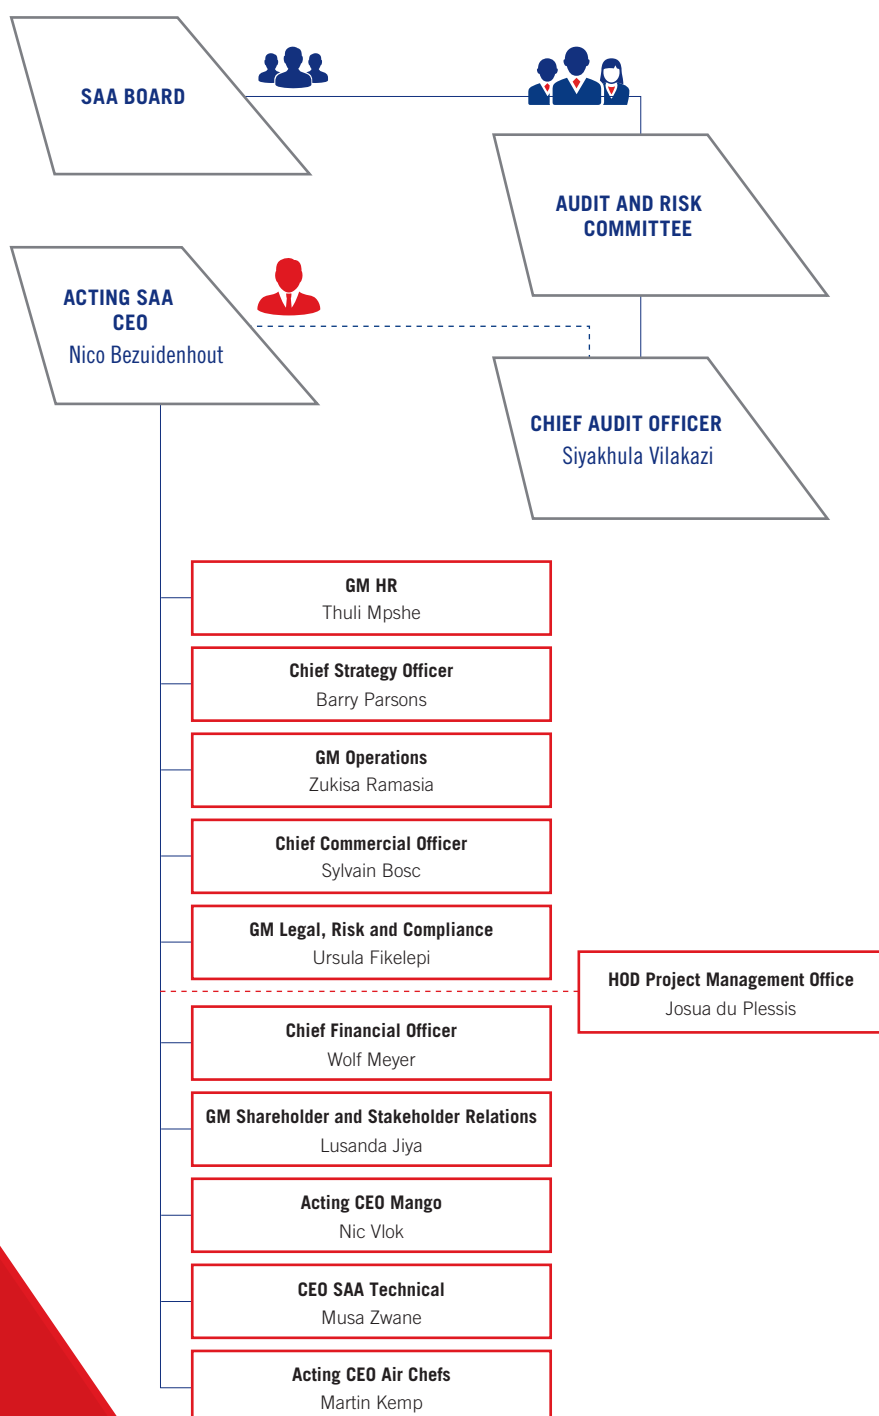 SAA BOARD
AUDIT AND RISK
COMMITTEE
ACTING SAA
CEO
Nico Bezuidenhout
CHIEF AUDIT OFFICER
Siyakhula Vilakazi
GM HR
Thuli Mpshe
Chief Strategy Officer
Barry Parsons
GM Operations
Zukisa Ramasia
Chief Commercial Officer
Sylvain Bosc
GM Legal, Risk and Compliance
Ursula Fikelepi
HOD Project Management Office
Josua du Plessis
Chief Financial Officer
Wolf Meyer
GM Shareholder and Stakeholder Relations
Lusanda Jiya
Acting CEO Mango
Nic Vlok
CEO SAA Technical
Musa Zwane
Acting CEO Air Chefs
Martin Kemp